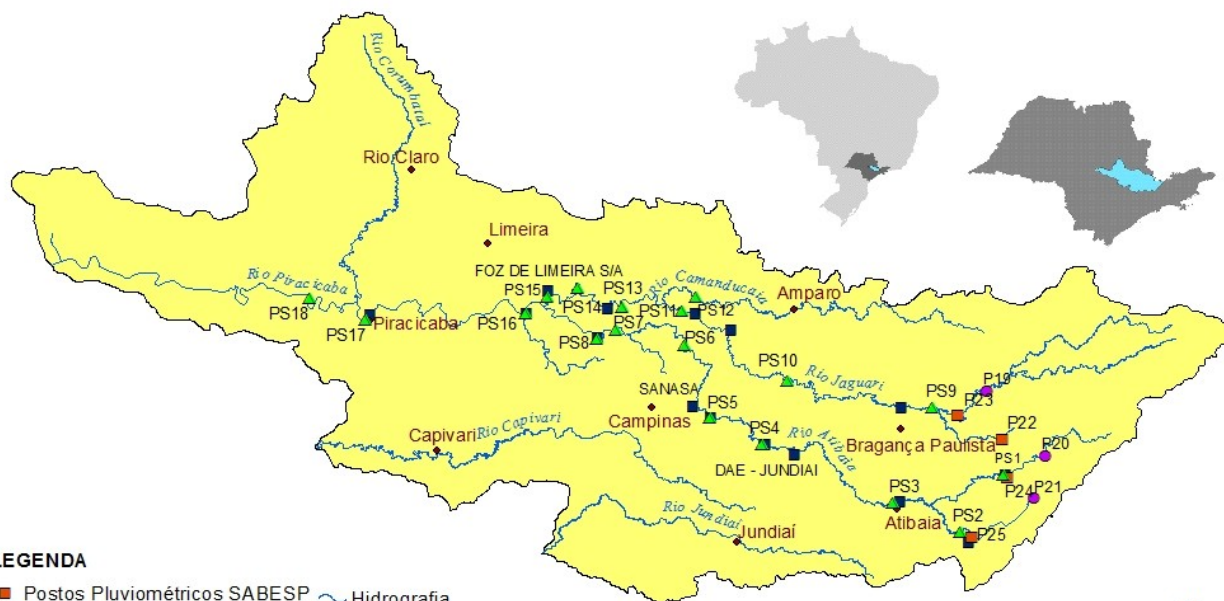 Rio Corumbataí
Rio Claro
Limeira
FOZ DE LIMEIRA S/A
Rio Piracicaba
PS18
PS17
Piracicaba
PS16
PS15
PS14
PS13
PS8
PS7
Rio Camanducaia
PS11
PS12
PS6
Amparo
PS10
Rio Jaguari
PS9
P19
P23
P22
P20
SANASA
PS5
Campinas
PS4
Rio Atibaia
Bragança Paulista
DAE - JUNDIAI
Capivari
Rio Capivari
PS1
P24
P21
PS3
Atibaia
PS2
P25
Rio Jundiaí
Jundiaí
LEGENDA
Postos Pluviométricos SABESP
Hidrografia